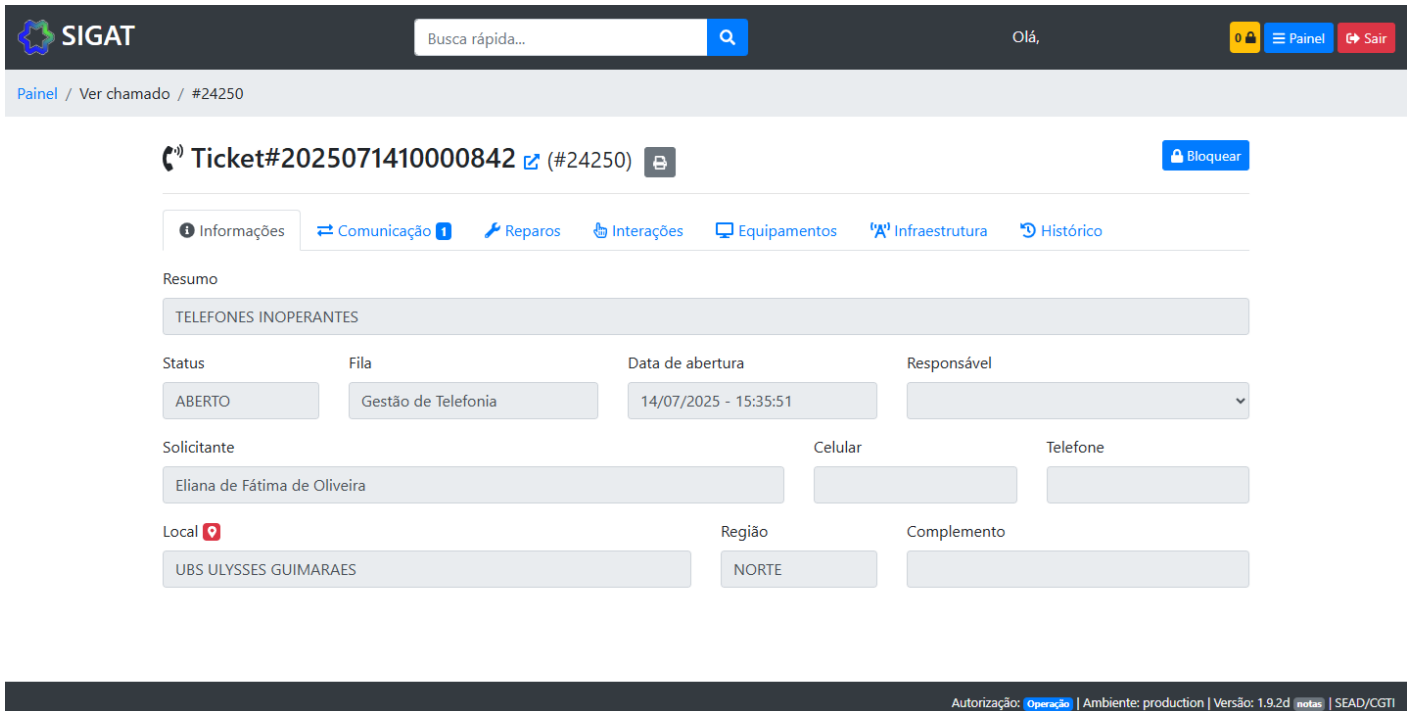 SIGAT
Busca rápida...
Olá,
0
Painel
Sair
Painel / Ver chamado / #24250
Ticket#2025071410000842 (#24250)
Bloquear
Informações
Comunicação 1
Reparos
Interações
Equipamentos
Infraestrutura
Histórico
Resumo
TELEFONES INOPERANTES
Status
Fila
Data de abertura
Responsável
ABERTO
Gestão de Telefonia
14/07/2025 - 15:35:51
Solicitante
Celular
Telefone
Eliana de Fátima de Oliveira
Local
Região
Complemento
UBS ULYSSES GUIMARAES
NORTE
Autorização: Operação | Ambiente: production | Versão: 1.9.2d notas | SEAD/CGTI